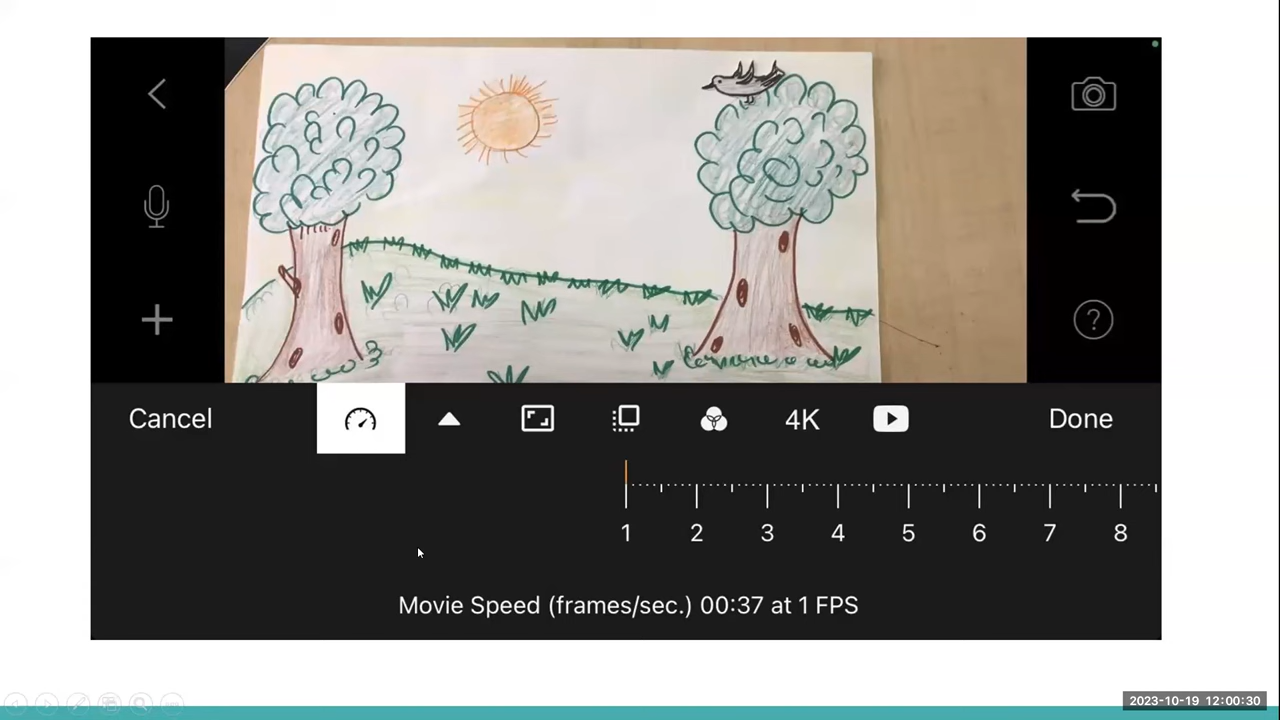 Cancel 4K Done
1 2 3 4 5 6 7 8
Movie Speed (frames/sec.) 00:37 at 1 FPS
2023-10-19 12:00:30